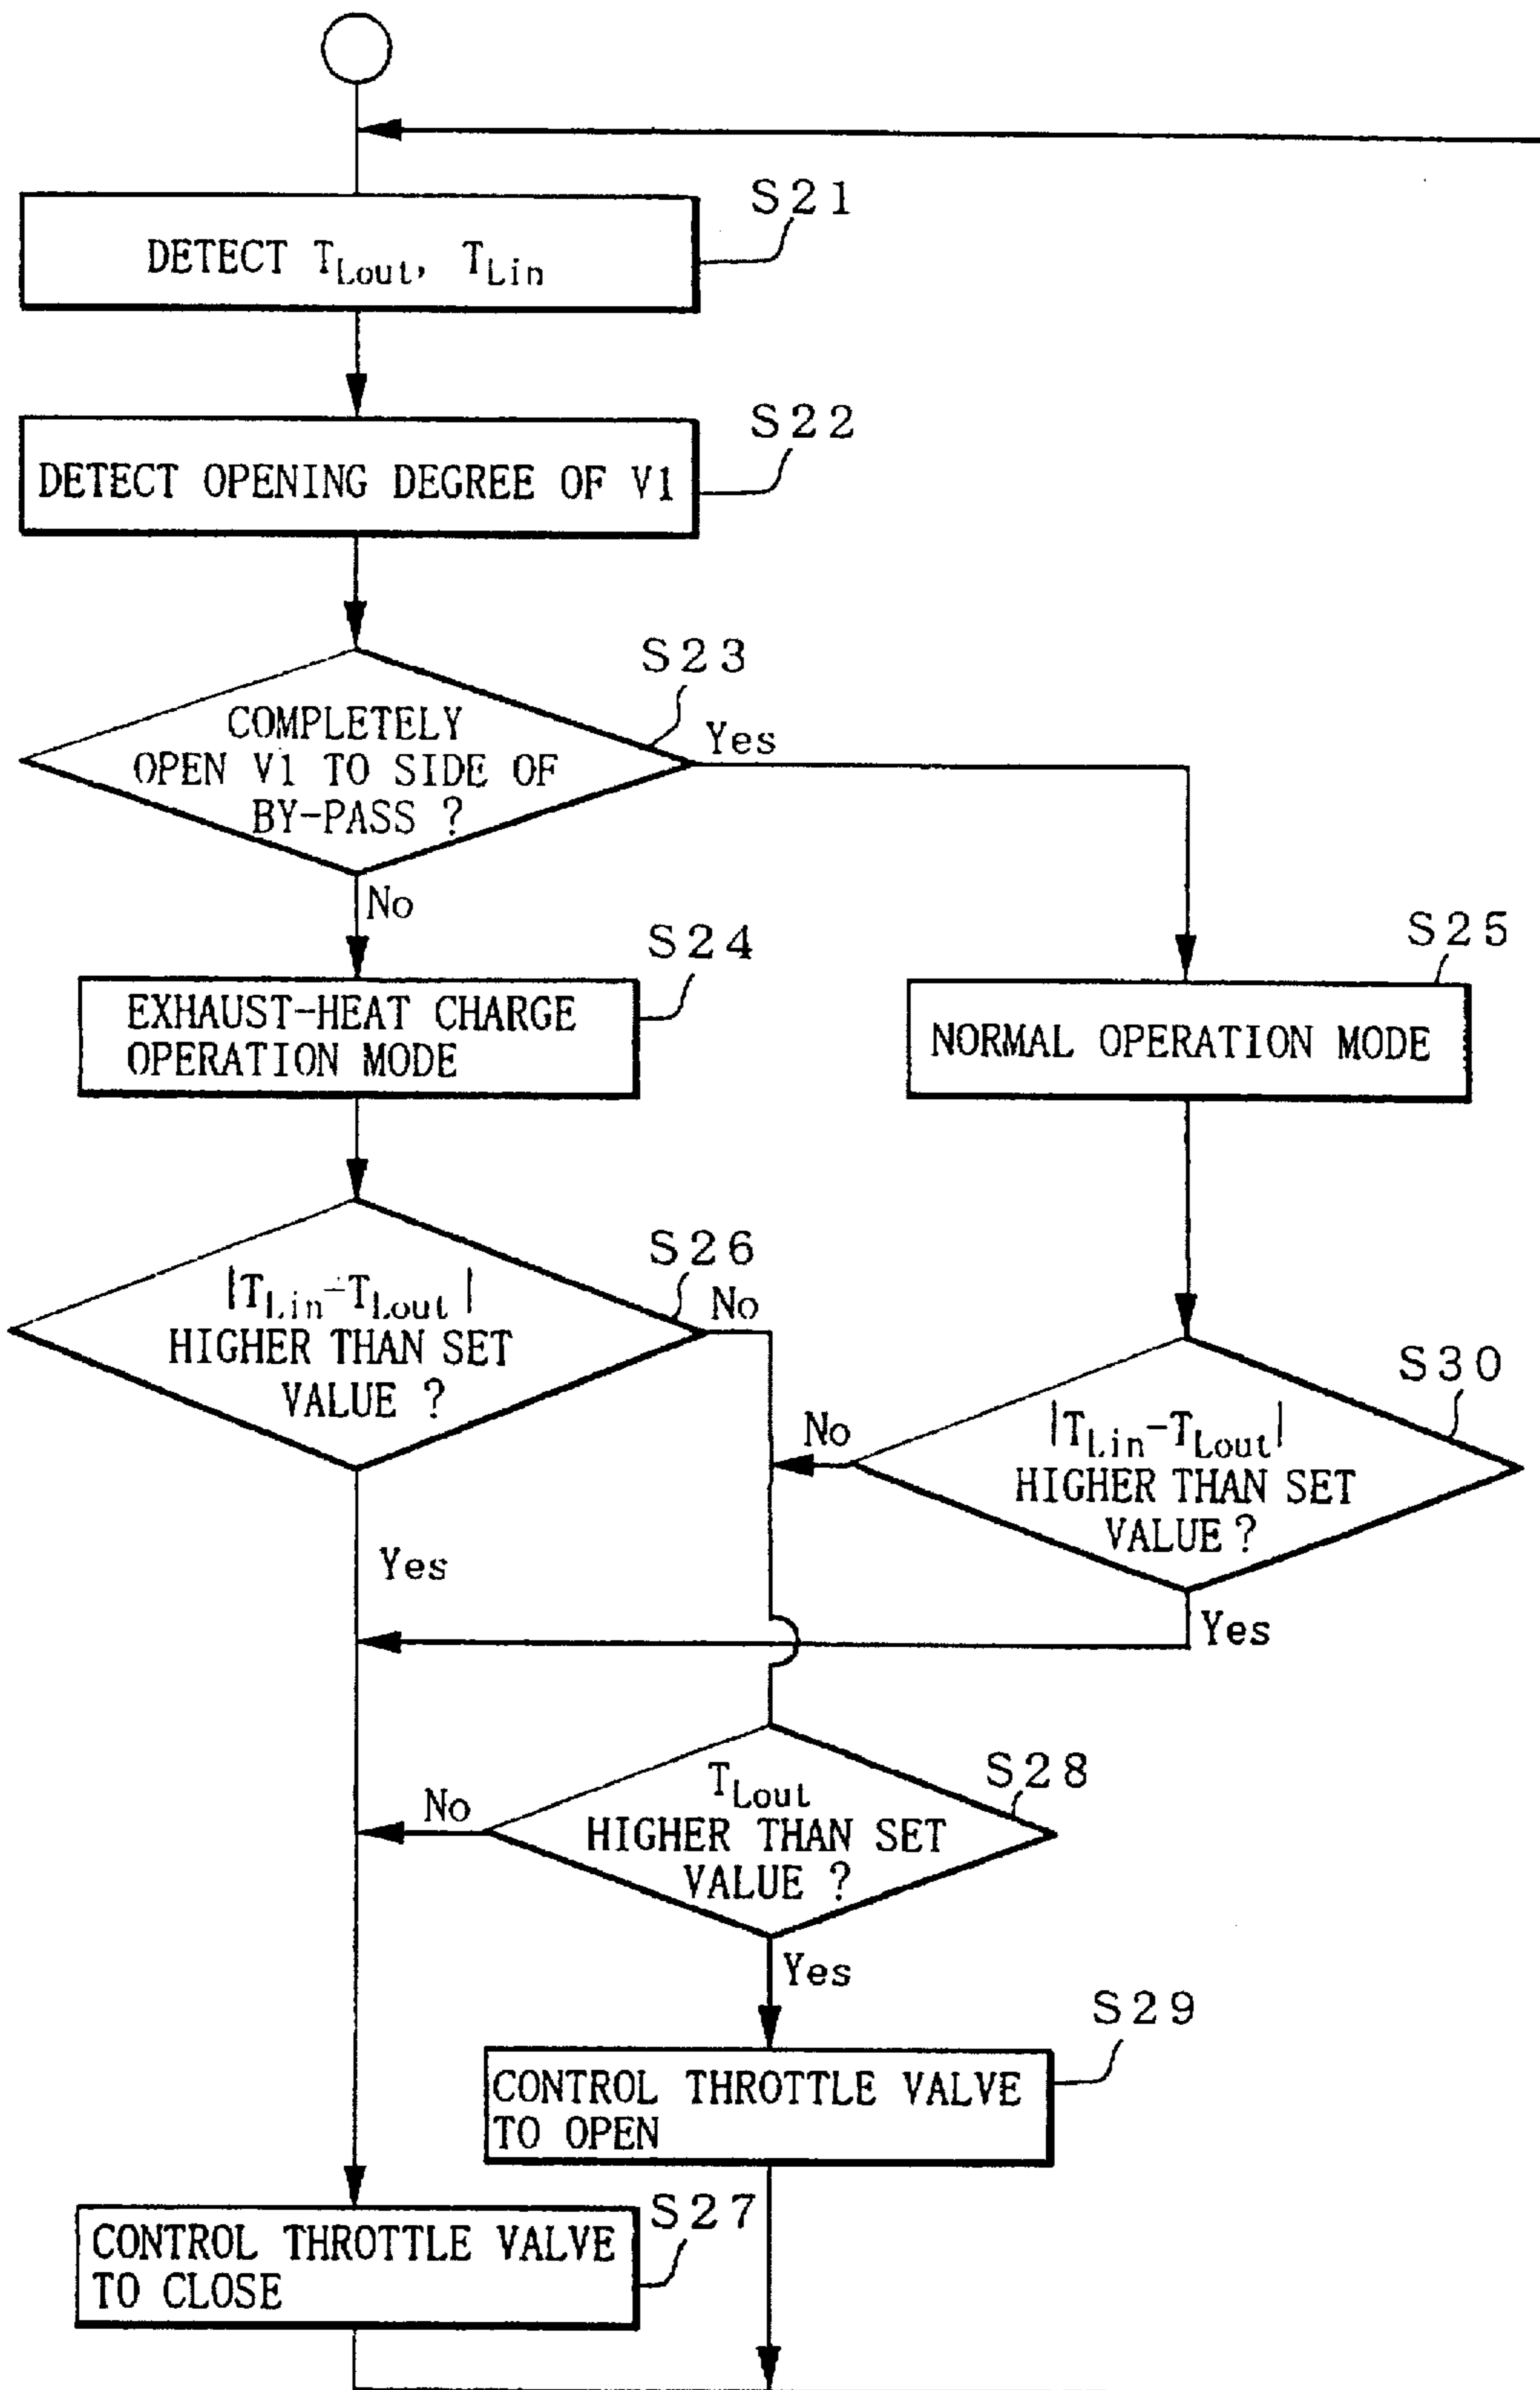 S21
DETECT T_Lout, T_Lin
S22
DETECT OPENING DEGREE OF V1
S23
COMPLETELY
OPEN V1 TO SIDE OF
BY-PASS ?
Yes
No
S24
EXHAUST-HEAT CHARGE
OPERATION MODE
S25
NORMAL OPERATION MODE
S26
|T_Lin-T_Lout|
HIGHER THAN SET
VALUE ?
No
Yes
S30
|T_Lin-T_Lout|
HIGHER THAN SET
VALUE ?
No
Yes
S28
T_Lout
HIGHER THAN SET
VALUE ?
No
Yes
S29
CONTROL THROTTLE VALVE
TO OPEN
S27
CONTROL THROTTLE VALVE
TO CLOSE